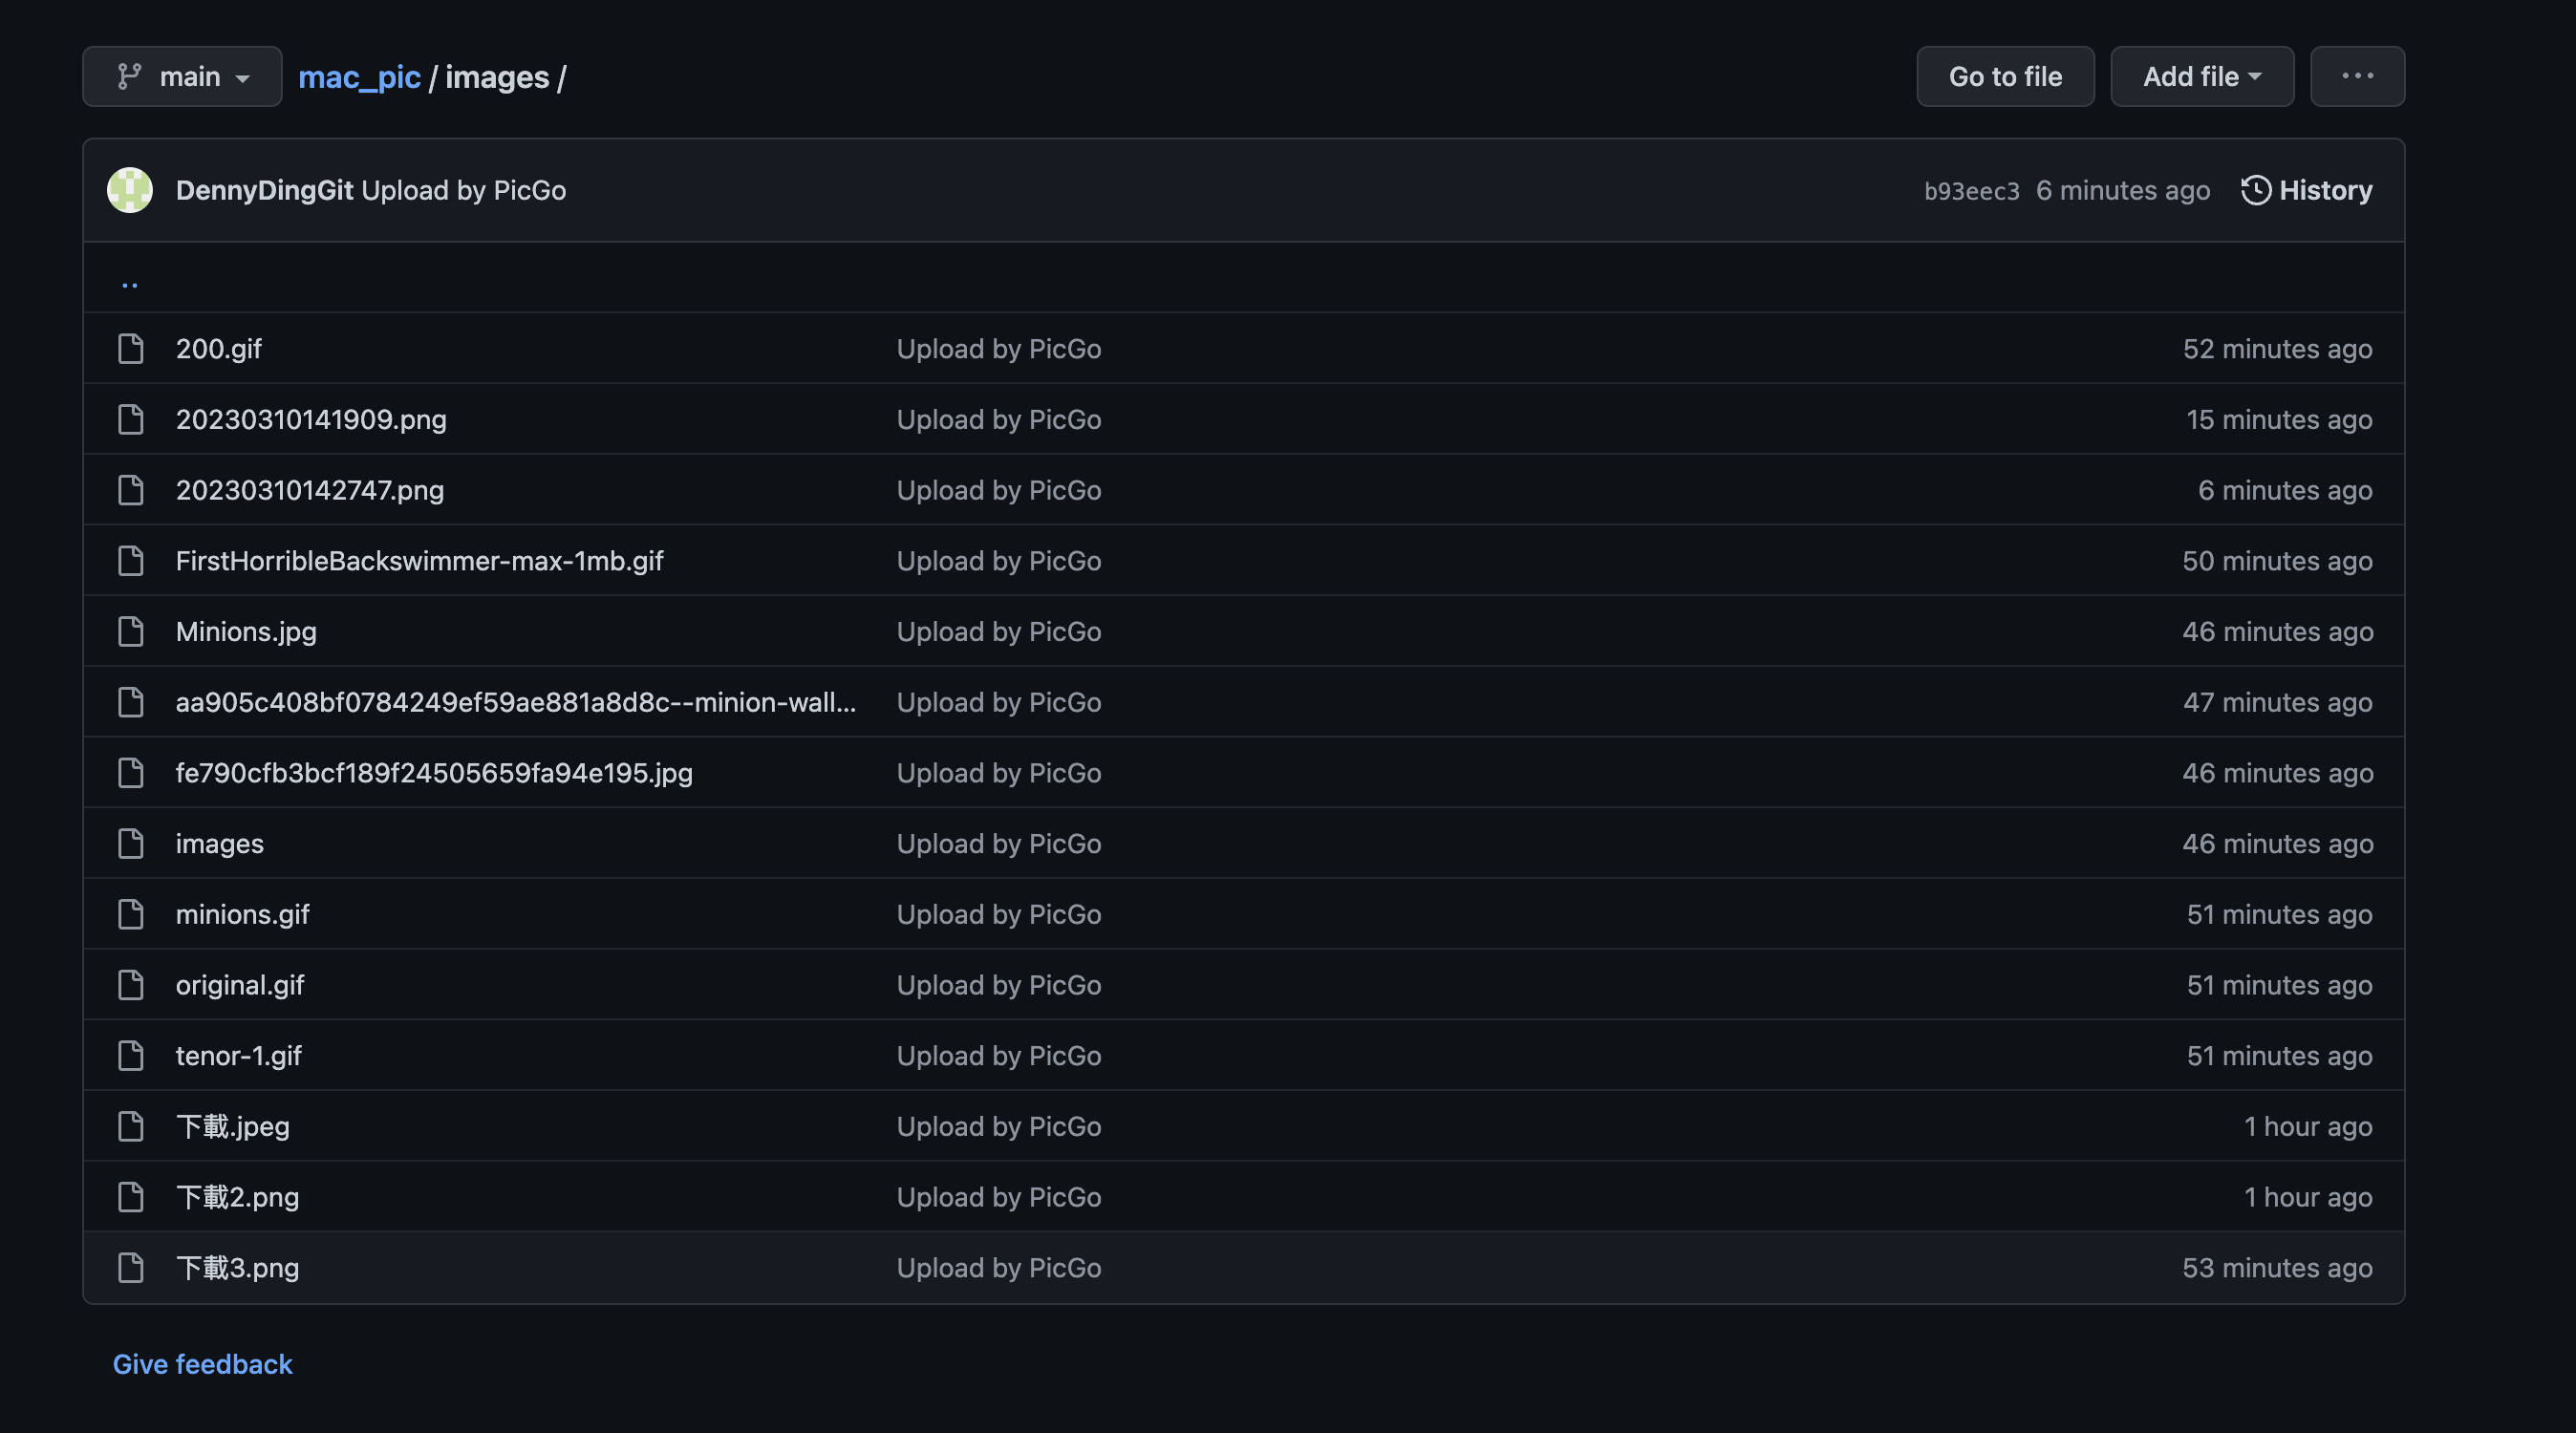 main mac_pic / images / Go to file Add file ...
DennyDingGit Upload by PicGo b93eec3 6 minutes ago History
..
200.gif Upload by PicGo 52 minutes ago
20230310141909.png Upload by PicGo 15 minutes ago
20230310142747.png Upload by PicGo 6 minutes ago
FirstHorribleBackswimmer-max-1mb.gif Upload by PicGo 50 minutes ago
Minions.jpg Upload by PicGo 46 minutes ago
aa905c408bf0784249ef59ae881a8d8c--minion-wall... Upload by PicGo 47 minutes ago
fe790cfb3bcf189f24505659fa94e195.jpg Upload by PicGo 46 minutes ago
images Upload by PicGo 46 minutes ago
minions.gif Upload by PicGo 51 minutes ago
original.gif Upload by PicGo 51 minutes ago
tenor-1.gif Upload by PicGo 51 minutes ago
下載.jpeg Upload by PicGo 1 hour ago
下載2.png Upload by PicGo 1 hour ago
下載3.png Upload by PicGo 53 minutes ago
Give feedback